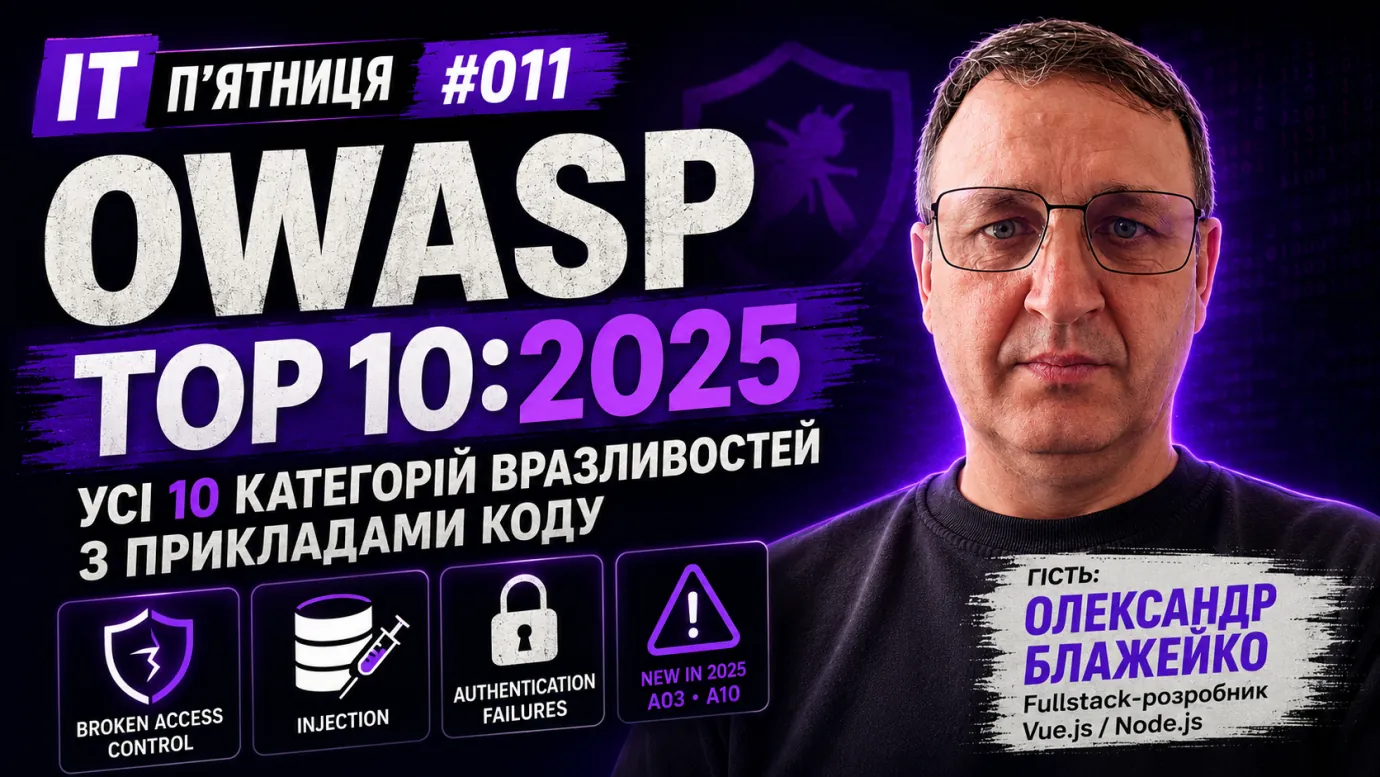 ІТ П'ЯТНИЦЯ #011
OWASP
TOP 10:2025
УСІ 10 КАТЕГОРІЙ ВРАЗЛИВОСТЕЙ
З ПРИКЛАДАМИ КОДУ
BROKEN ACCESS
CONTROL
INJECTION
AUTHENTICATION
FAILURES
NEW IN 2025
A03 • A10
ГІСТЬ:
ОЛЕКСАНДР
БЛАЖЕЙКО
Fullstack-розробник
Vue.js / Node.js